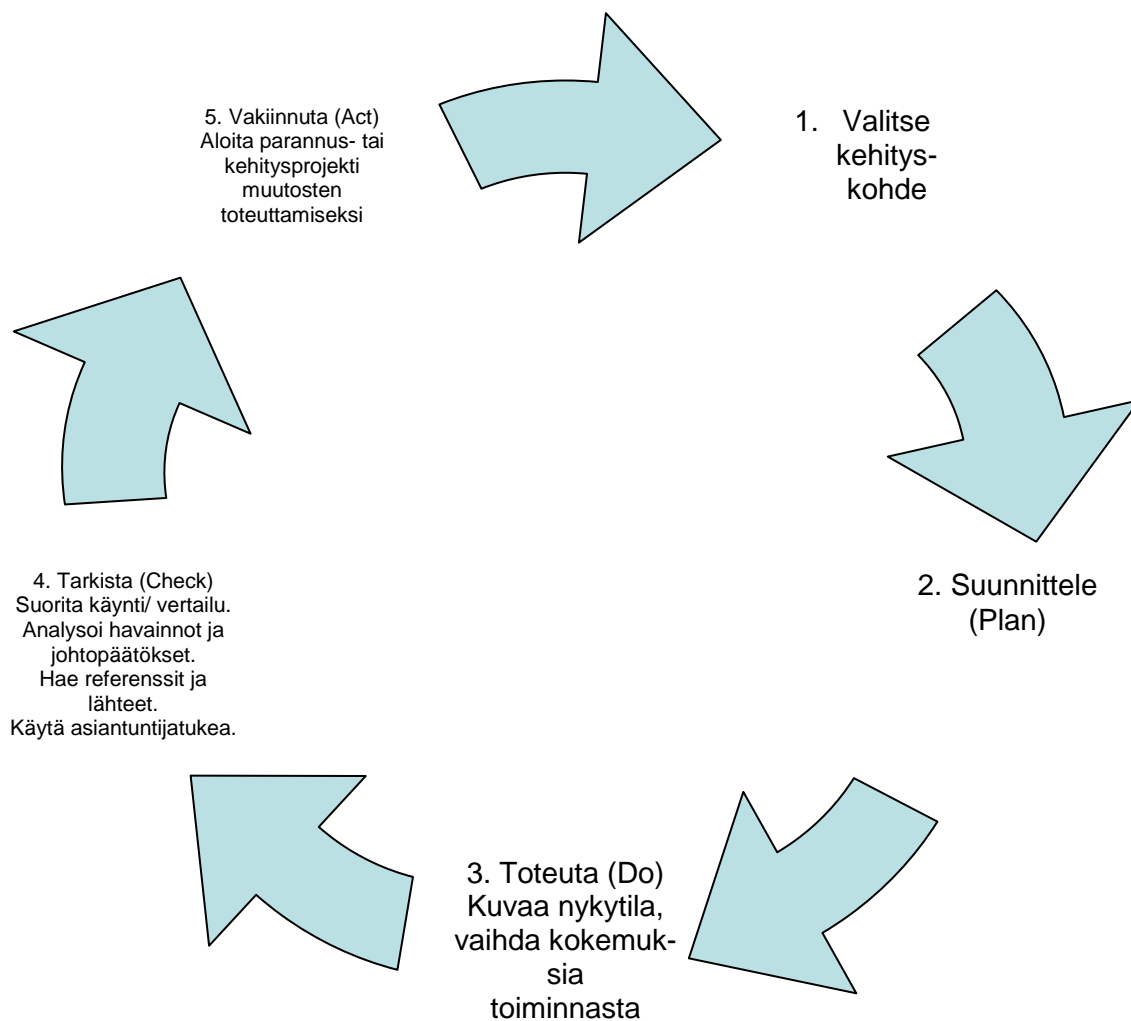 1. Valitse
kehitys-
kohde
2. Suunnittele
(Plan)
3. Toteuta (Do)
Kuvaa nykytila,
vaihda kokemuk-
sia
toiminnasta
4. Tarkista (Check)
Suorita käynti/ vertailu.
Analysoi havainnot ja
johtopäätökset.
Hae referenssit ja
lähteet.
Käytä asiantuntijatukea.
5. Vakiinnuta (Act)
Aloita parannus- tai
kehitysprojekti
muutosten
toteuttamiseksi